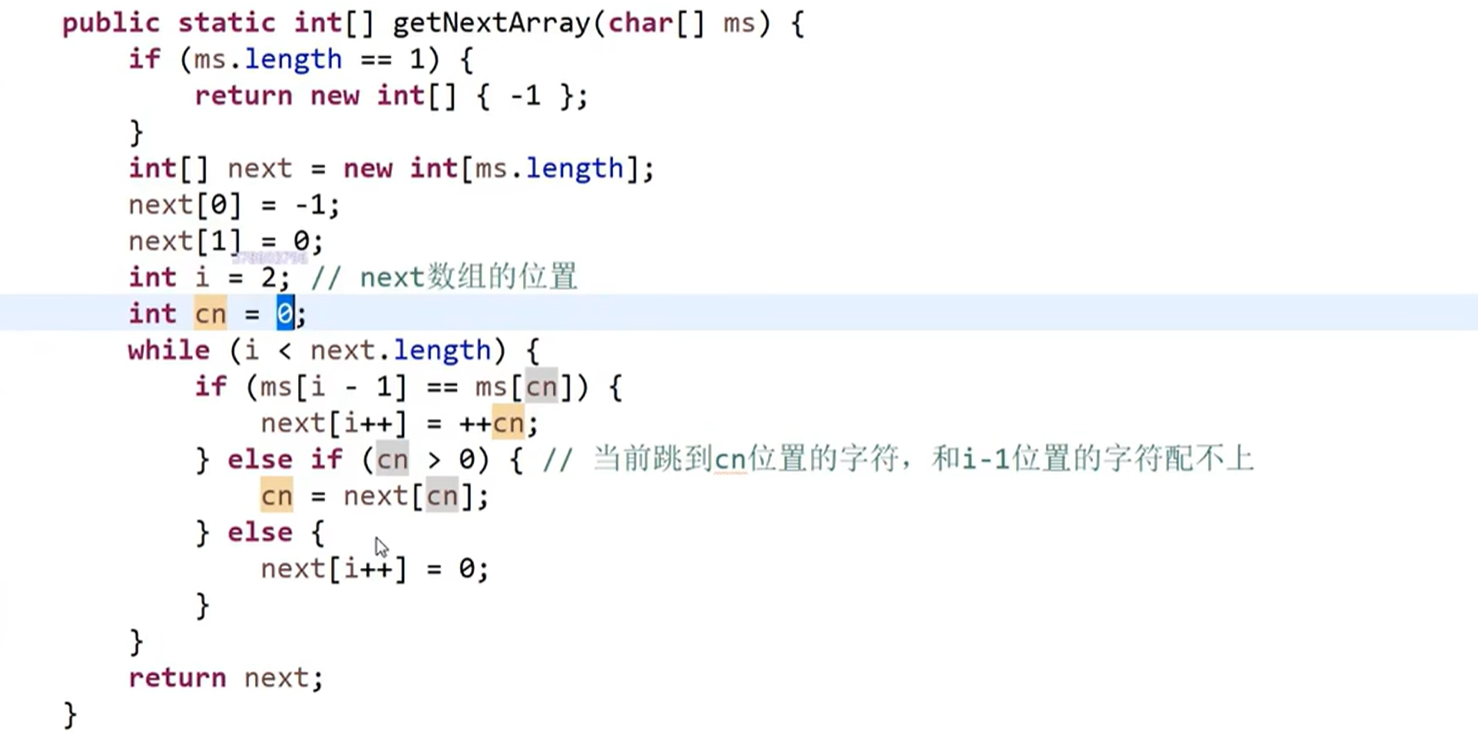 public static int[] getNextArray(char[] ms) {
    if (ms.length == 1) {
        return new int[] { -1 };
    }
    int[] next = new int[ms.length];
    next[0] = -1;
    next[1] = 0;
    int i = 2; // next数组的位置
    int cn = 0;
    while (i < next.length) {
        if (ms[i - 1] == ms[cn]) {
            next[i++] = ++cn;
        } else if (cn > 0) { // 当前跳到cn位置的字符，和i-1位置的字符配不上
            cn = next[cn];
        } else {
            next[i++] = 0;
        }
    }
    return next;
}